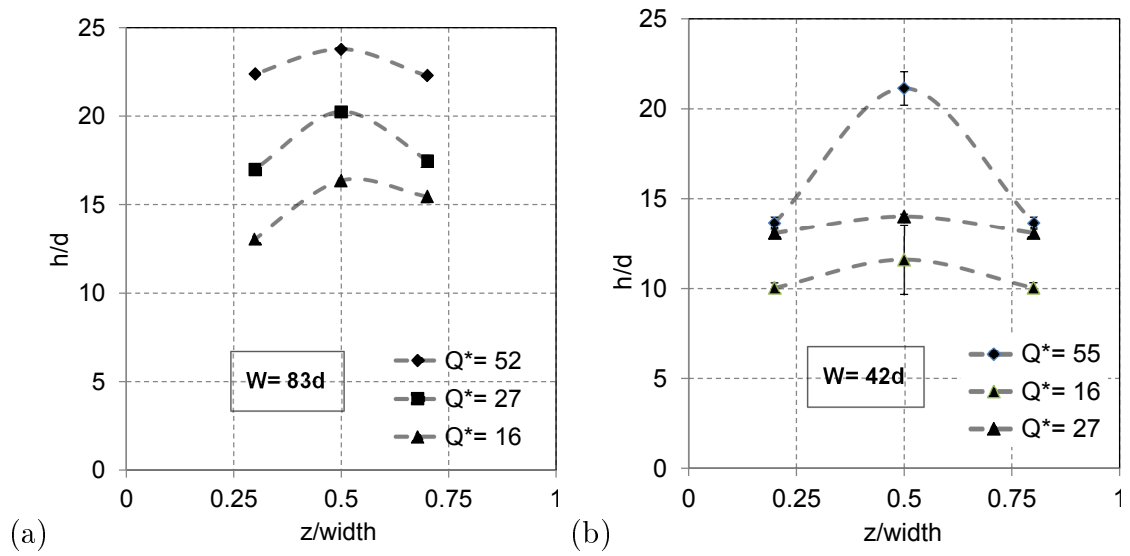 25
20
15
10
5
0
h/d
0 0.25 0.5 0.75 1
z/width
W= 83d
Q*= 52
Q*= 27
Q*= 16
(a)
25
20
15
10
5
0
h/d
0 0.25 0.5 0.75 1
z/width
W= 42d
Q*= 55
Q*= 16
Q*= 27
(b)